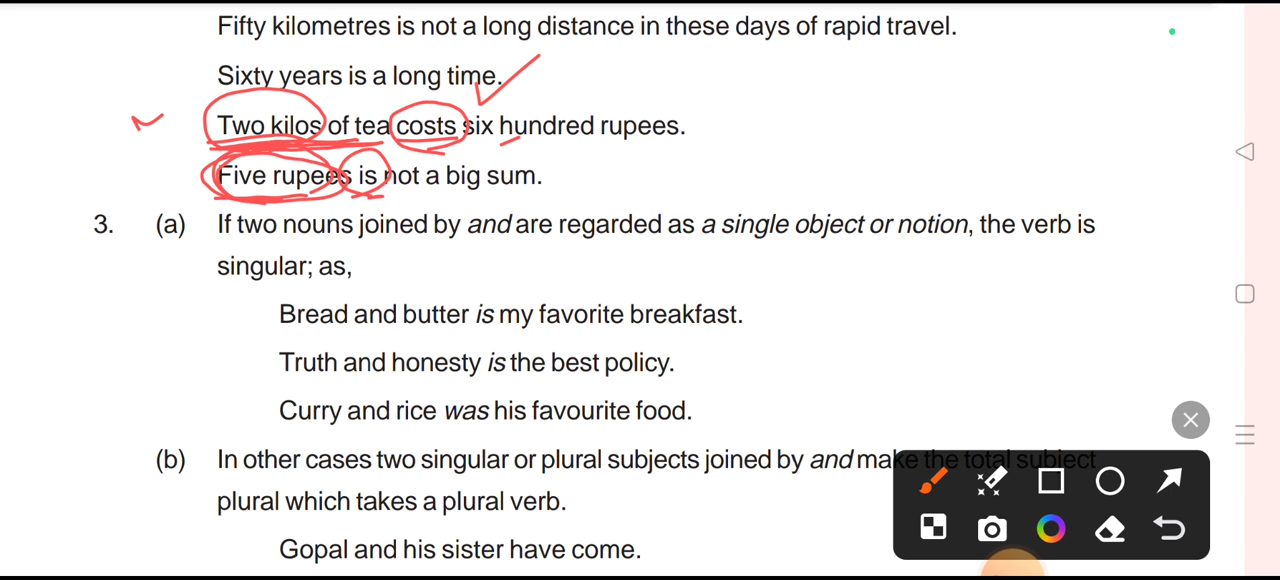 Fifty kilometres is not a long distance in these days of rapid travel.
Sixty years is a long time.
Two kilos of tea costs six hundred rupees.
Five rupees is not a big sum.
3. (a) If two nouns joined by and are regarded as a single object or notion, the verb is
singular; as,
Bread and butter is my favorite breakfast.
Truth and honesty is the best policy.
Curry and rice was his favourite food.
(b) In other cases two singular or plural subjects joined by and make the total subject
plural which takes a plural verb.
Gopal and his sister have come.